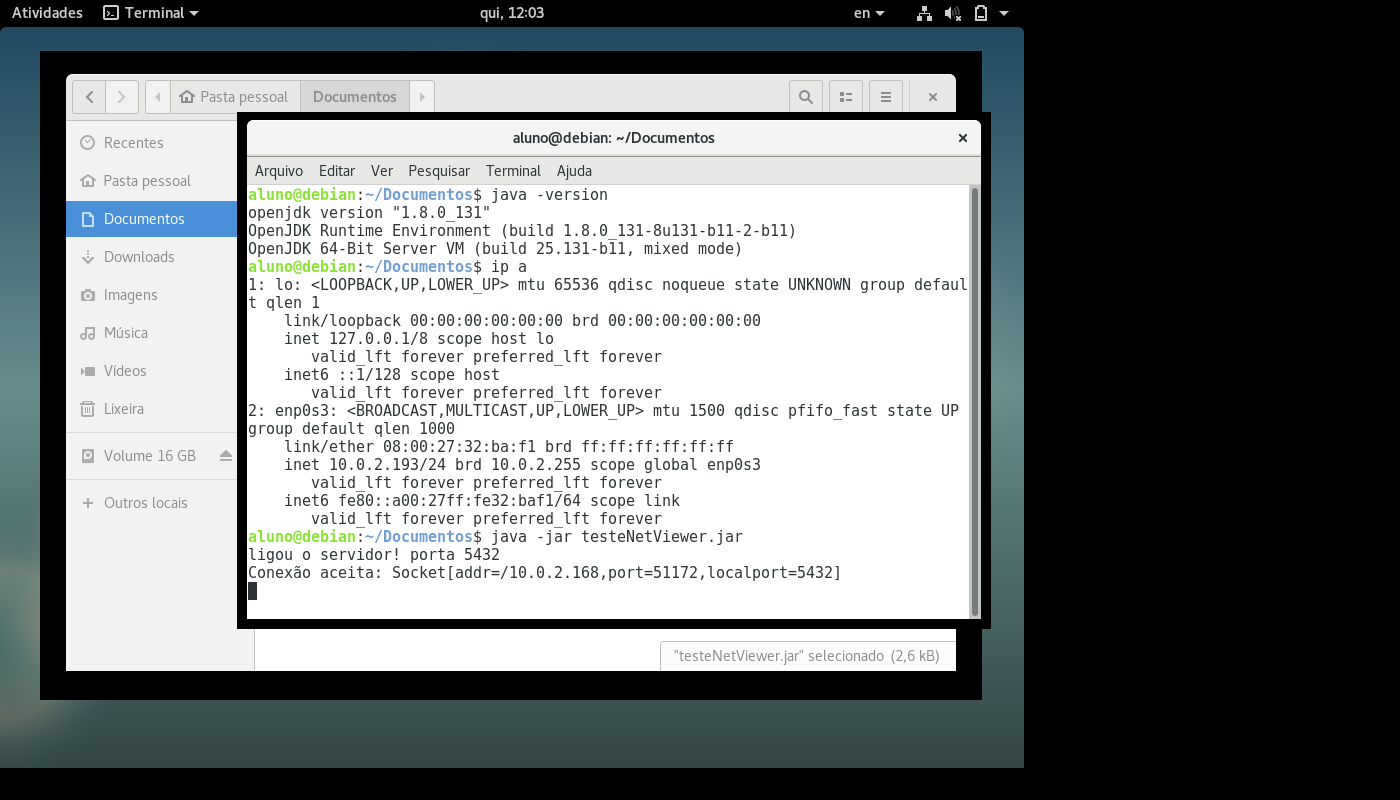 Atividades Terminal qui, 12:03 en
Pasta pessoal Documentos
Recentes
Pasta pessoal
Documentos
Downloads
Imagens
Música
Vídeos
Lixeira
Volume 16 GB
Outros locais
aluno@debian: ~/Documentos
Arquivo Editar Ver Pesquisar Terminal Ajuda
aluno@debian:~/Documentos$ java -version
openjdk version "1.8.0_131"
OpenJDK Runtime Environment (build 1.8.0_131-8u131-b11-2-b11)
OpenJDK 64-Bit Server VM (build 25.131-b11, mixed mode)
aluno@debian:~/Documentos$ ip a
1: lo: <LOOPBACK,UP,LOWER_UP> mtu 65536 qdisc noqueue state UNKNOWN group defaul
t qlen 1
    link/loopback 00:00:00:00:00:00 brd 00:00:00:00:00:00
    inet 127.0.0.1/8 scope host lo
       valid_lft forever preferred_lft forever
    inet6 ::1/128 scope host
       valid_lft forever preferred_lft forever
2: enp0s3: <BROADCAST,MULTICAST,UP,LOWER_UP> mtu 1500 qdisc pfifo_fast state UP
group default qlen 1000
    link/ether 08:00:27:32:ba:f1 brd ff:ff:ff:ff:ff:ff
    inet 10.0.2.193/24 brd 10.0.2.255 scope global enp0s3
       valid_lft forever preferred_lft forever
    inet6 fe80::a00:27ff:fe32:baf1/64 scope link
       valid_lft forever preferred_lft forever
aluno@debian:~/Documentos$ java -jar testeNetViewer.jar
ligou o servidor! porta 5432
Conexão aceita: Socket[addr=/10.0.2.168,port=51172,localport=5432]
"testeNetViewer.jar" selecionado (2,6 kB)